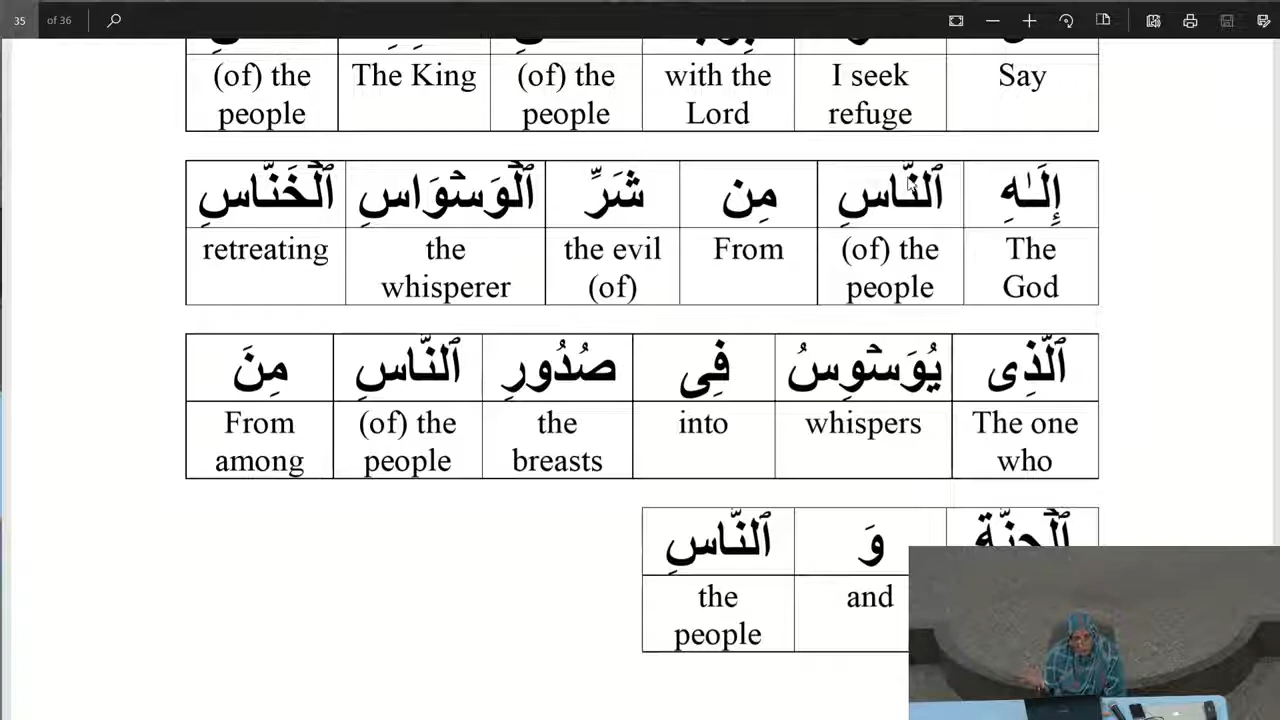 35 of 36
Say I seek refuge with the Lord (of) the people The King (of) the people
إِلَـٰهِ ٱلنَّاسِ مِن شَرِّ ٱلْوَسْوَاسِ ٱلْخَنَّاسِ
The God (of) the people From the evil (of) the whisperer retreating
ٱلَّذِى يُوَسْوِسُ فِى صُدُورِ ٱلنَّاسِ مِنَ
The one who whispers into the breasts (of) the people From among
ٱلْجِنَّةِ وَ ٱلنَّاسِ
and the people